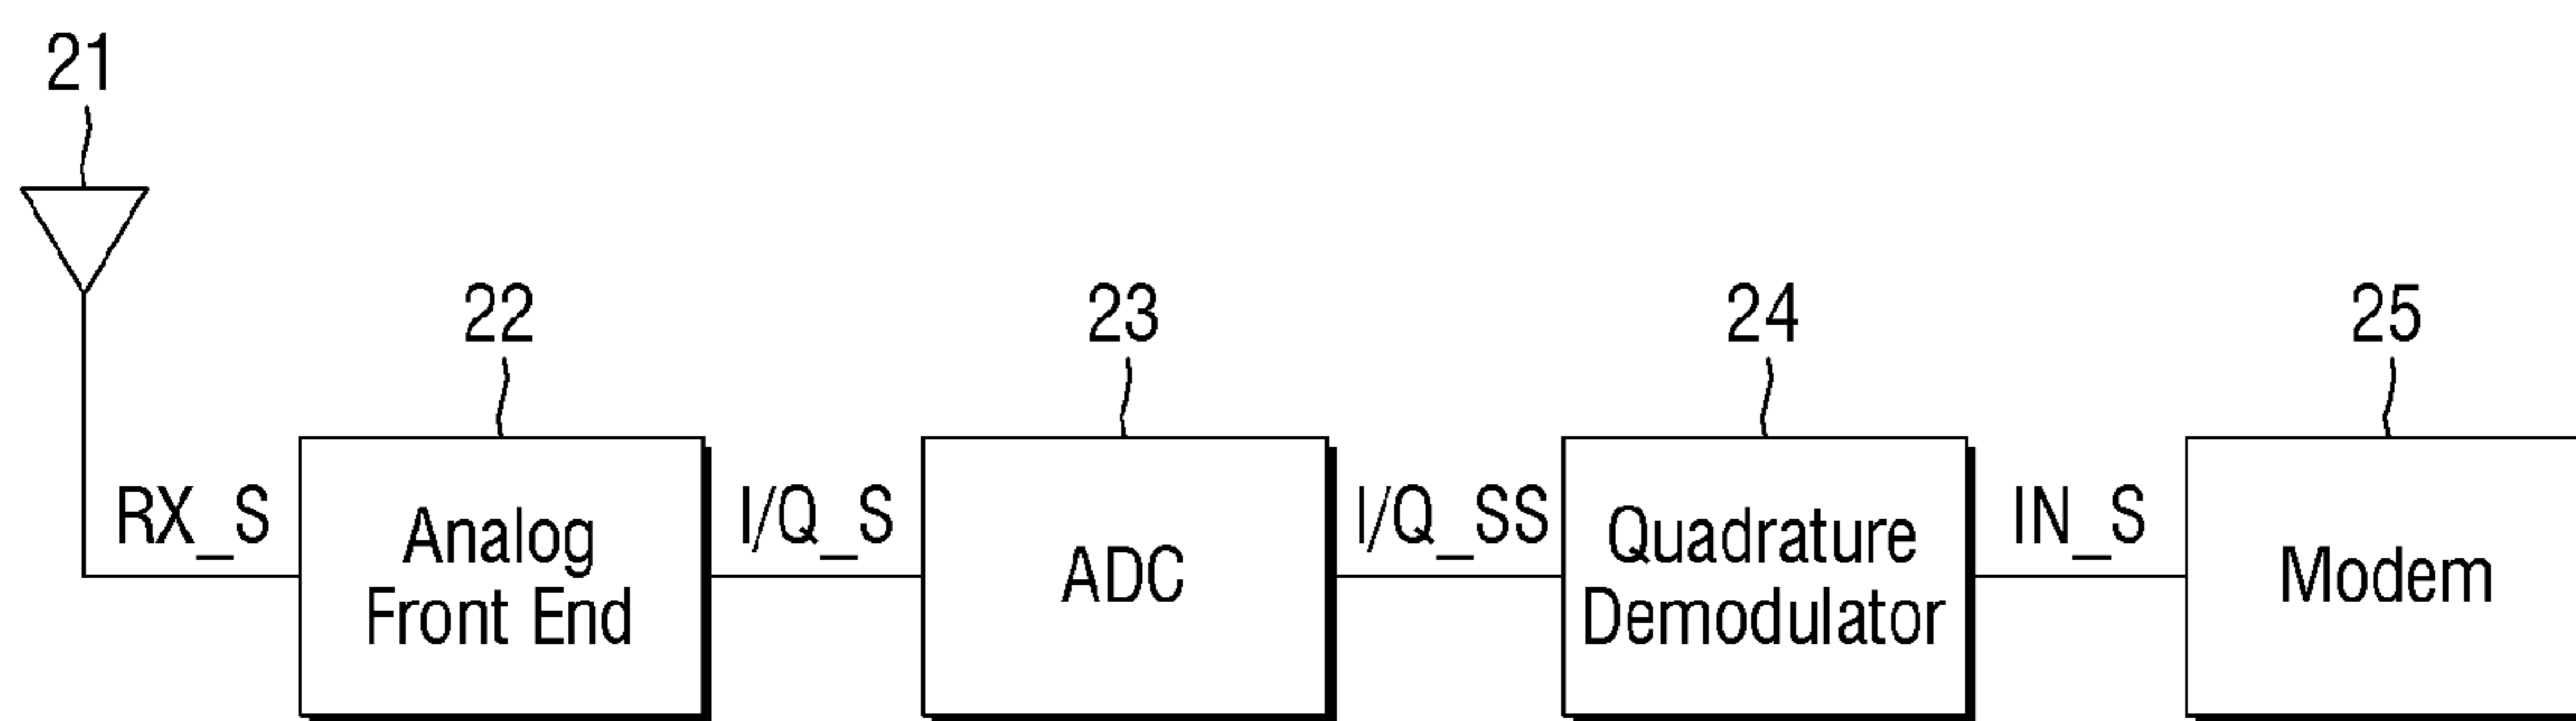 21
22
23
24
25
RX_S
Analog
Front End
I/Q_S
ADC
I/Q_SS
Quadrature
Demodulator
IN_S
Modem